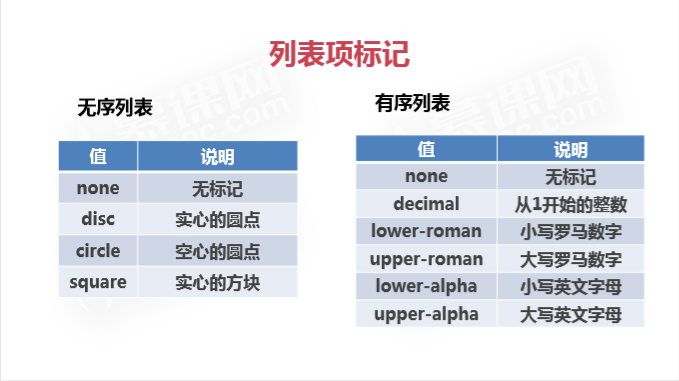 列表项标记
无序列表
值 说明
none 无标记
disc 实心的圆点
circle 空心的圆点
square 实心的方块
有序列表
值 说明
none 无标记
decimal 从1开始的整数
lower-roman 小写罗马数字
upper-roman 大写罗马数字
lower-alpha 小写英文字母
upper-alpha 大写英文字母